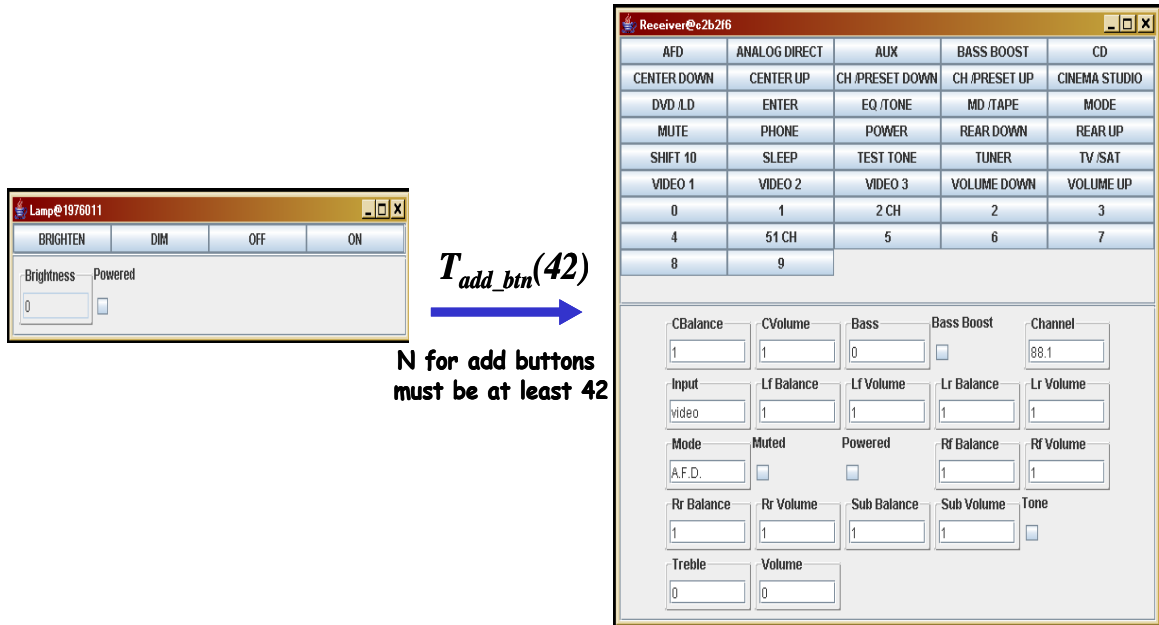 Lamp@1976011
BRIGHTEN DIM OFF ON
Brightness Powered
0
T_add_btn(42)
N for add buttons
must be at least 42
Receiver@c2b2f6
AFD ANALOG DIRECT AUX BASS BOOST CD
CENTER DOWN CENTER UP CH /PRESET DOWN CH /PRESET UP CINEMA STUDIO
DVD /LD ENTER EQ /TONE MD /TAPE MODE
MUTE PHONE POWER REAR DOWN REAR UP
SHIFT 10 SLEEP TEST TONE TUNER TV /SAT
VIDEO 1 VIDEO 2 VIDEO 3 VOLUME DOWN VOLUME UP
0 1 2 CH 2 3
4 51 CH 5 6 7
8 9
CBalance CVolume Bass Bass Boost Channel
1 1 0 88.1
Input Lf Balance Lf Volume Lr Balance Lr Volume
video 1 1 1 1
Mode Muted Powered Rf Balance Rf Volume
A.F.D. 1 1
Rr Balance Rr Volume Sub Balance Sub Volume Tone
1 1 1 1
Treble Volume
0 0